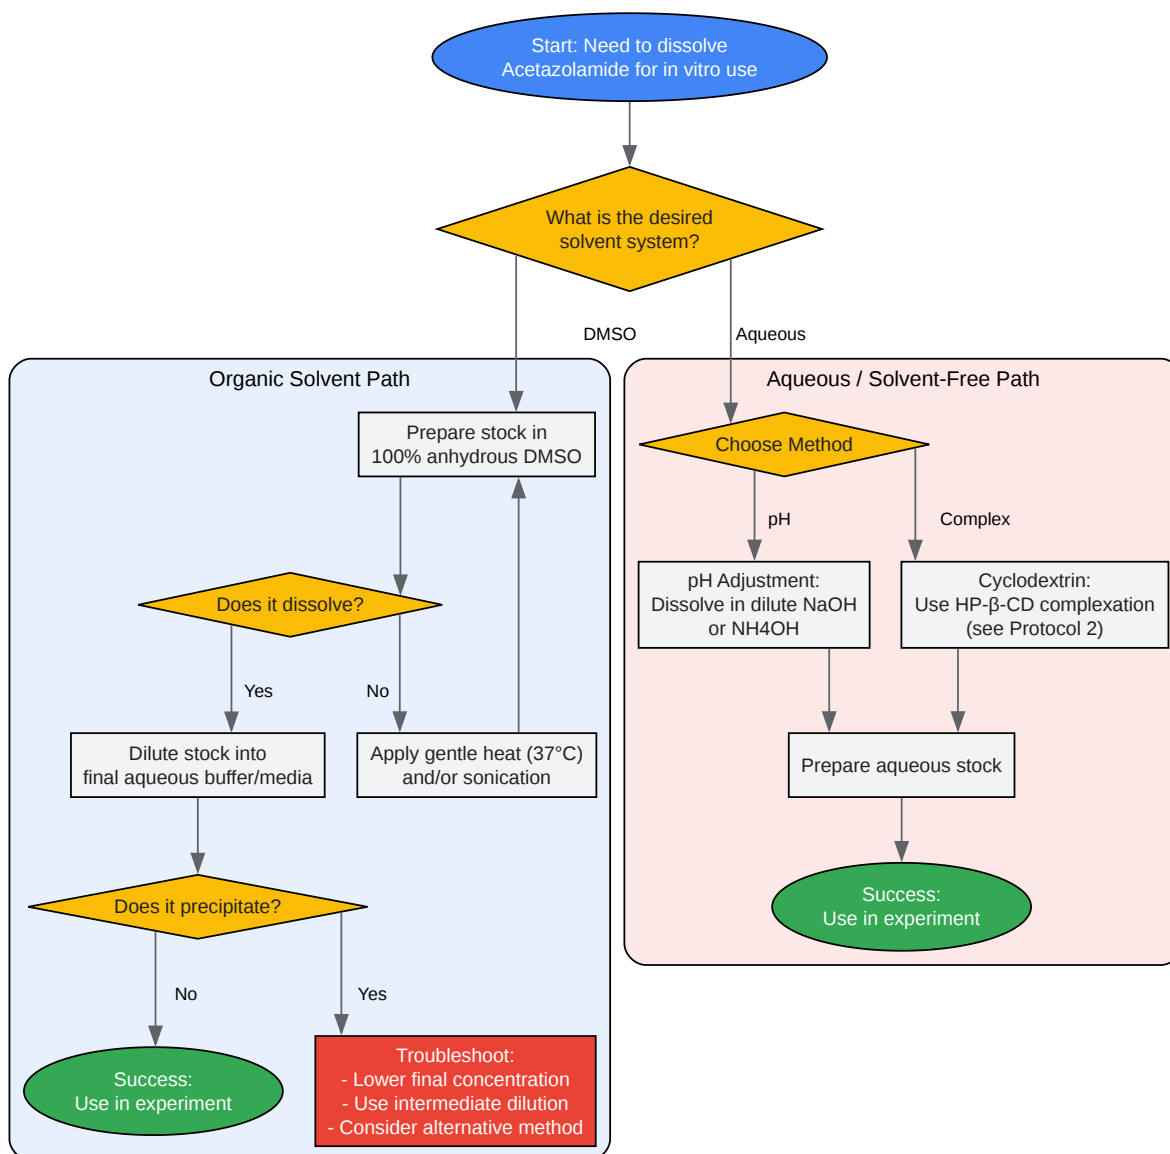 Start: Need to dissolve
Acetazolamide for in vitro use
What is the desired
solvent system?
DMSO
Aqueous
Organic Solvent Path
Prepare stock in
100% anhydrous DMSO
Does it dissolve?
Yes
No
Dilute stock into
final aqueous buffer/media
Apply gentle heat (37°C)
and/or sonication
Does it precipitate?
No
Yes
Success:
Use in experiment
Troubleshoot:
- Lower final concentration
- Use intermediate dilution
- Consider alternative method
Aqueous / Solvent-Free Path
Choose Method
pH
Complex
pH Adjustment:
Dissolve in dilute NaOH
or NH4OH
Cyclodextrin:
Use HP-β-CD complexation
(see Protocol 2)
Prepare aqueous stock
Success:
Use in experiment